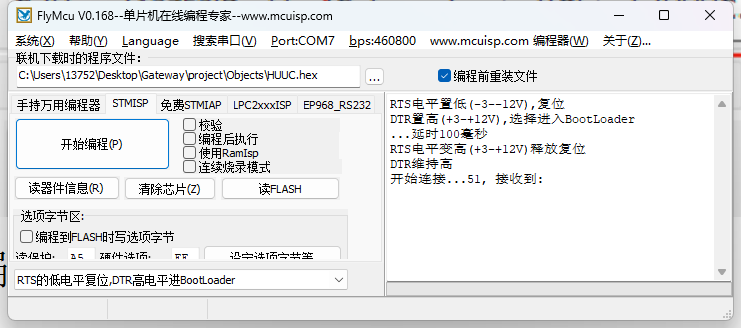 FlyMcu V0.168--单片机在线编程专家--www.mcuisp.com
系统(X) 帮助(Y) Language 搜索串口(V) Port:COM7 bps:460800 www.mcuisp.com 编程器(W) 关于(Z)...
联机下载时的程序文件:
C:\Users\13752\Desktop\Gateway\project\Objects\HUUC.hex ... 编程前重装文件
手持万用编程器 STMISP 免费STMIAP LPC2xxxISP EP968_RS232
开始编程(P)
校验
编程后执行
使用RamIsp
连续烧录模式
读器件信息(R) 清除芯片(Z) 读FLASH
选项字节区:
编程到FLASH时写选项字节
读保护: A5 硬件选项: FF 设定选项字节等
RTS的低电平复位,DTR高电平进BootLoader
RTS电平置低(-3--12V),复位
DTR置高(+3-+12V),选择进入BootLoader
...延时100毫秒
RTS电平变高(+3-+12V)释放复位
DTR维持高
开始连接...51, 接收到: